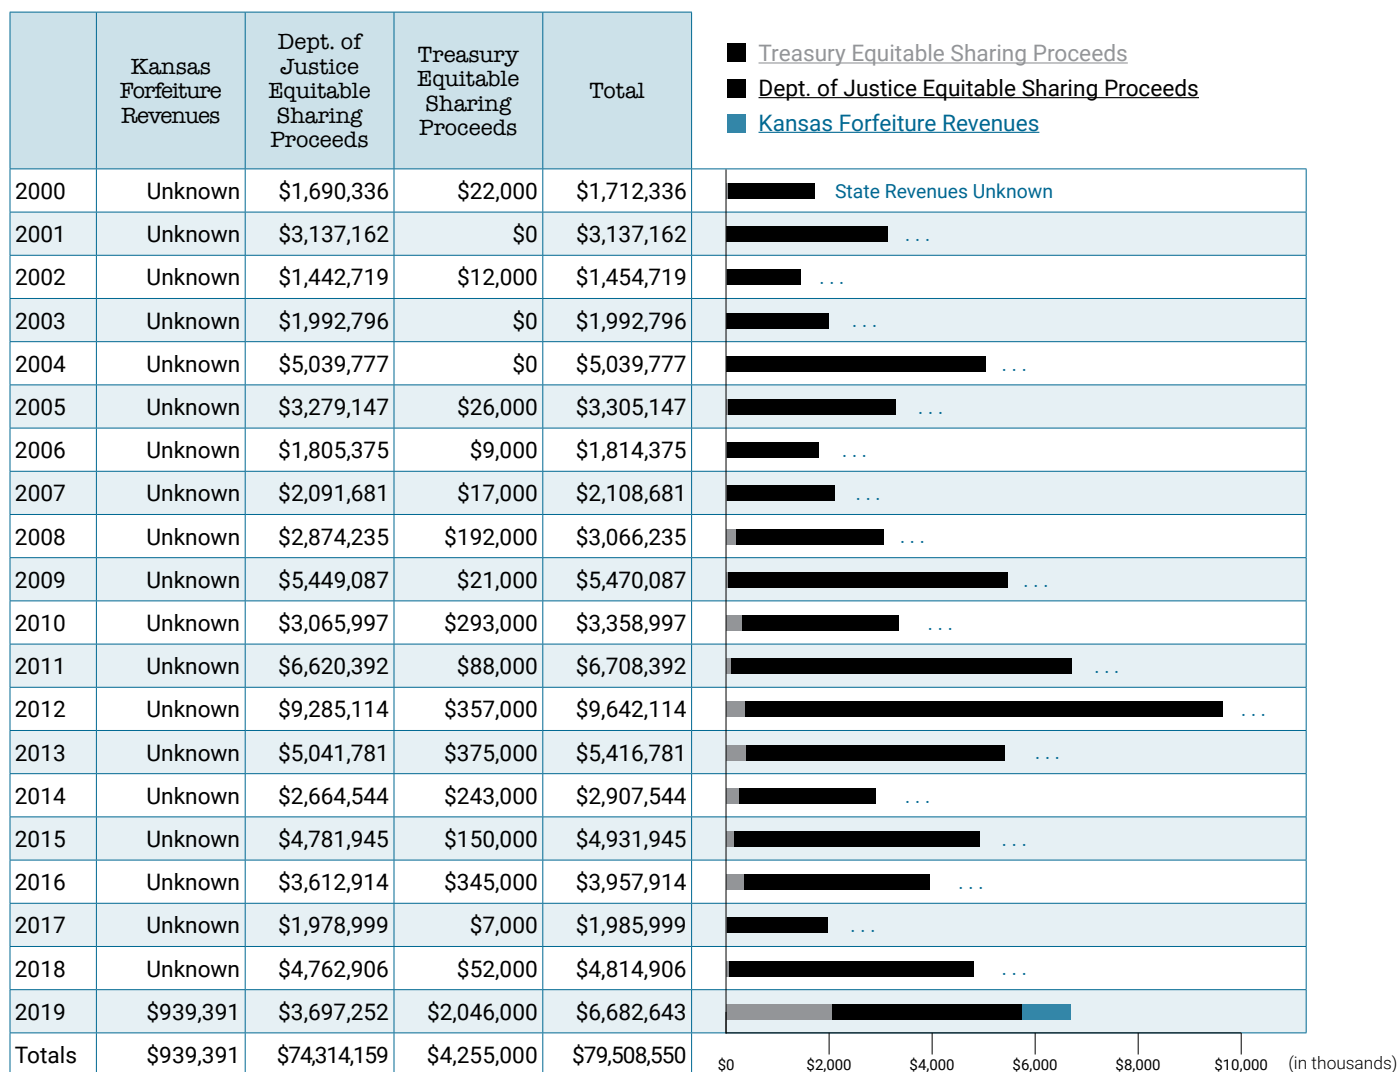 Kansas
Forfeiture
Revenues
Dept. of
Justice
Equitable
Sharing
Proceeds
Treasury
Equitable
Sharing
Proceeds
Total
Treasury Equitable Sharing Proceeds
Dept. of Justice Equitable Sharing Proceeds
Kansas Forfeiture Revenues
2000 Unknown $1,690,336 $22,000 $1,712,336 State Revenues Unknown
2001 Unknown $3,137,162 $0 $3,137,162 ...
2002 Unknown $1,442,719 $12,000 $1,454,719 ...
2003 Unknown $1,992,796 $0 $1,992,796 ...
2004 Unknown $5,039,777 $0 $5,039,777 ...
2005 Unknown $3,279,147 $26,000 $3,305,147 ...
2006 Unknown $1,805,375 $9,000 $1,814,375 ...
2007 Unknown $2,091,681 $17,000 $2,108,681 ...
2008 Unknown $2,874,235 $192,000 $3,066,235 ...
2009 Unknown $5,449,087 $21,000 $5,470,087 ...
2010 Unknown $3,065,997 $293,000 $3,358,997 ...
2011 Unknown $6,620,392 $88,000 $6,708,392 ...
2012 Unknown $9,285,114 $357,000 $9,642,114 ...
2013 Unknown $5,041,781 $375,000 $5,416,781 ...
2014 Unknown $2,664,544 $243,000 $2,907,544 ...
2015 Unknown $4,781,945 $150,000 $4,931,945 ...
2016 Unknown $3,612,914 $345,000 $3,957,914 ...
2017 Unknown $1,978,999 $7,000 $1,985,999 ...
2018 Unknown $4,762,906 $52,000 $4,814,906 ...
2019 $939,391 $3,697,252 $2,046,000 $6,682,643
Totals $939,391 $74,314,159 $4,255,000 $79,508,550
$0 $2,000 $4,000 $6,000 $8,000 $10,000 (in thousands)